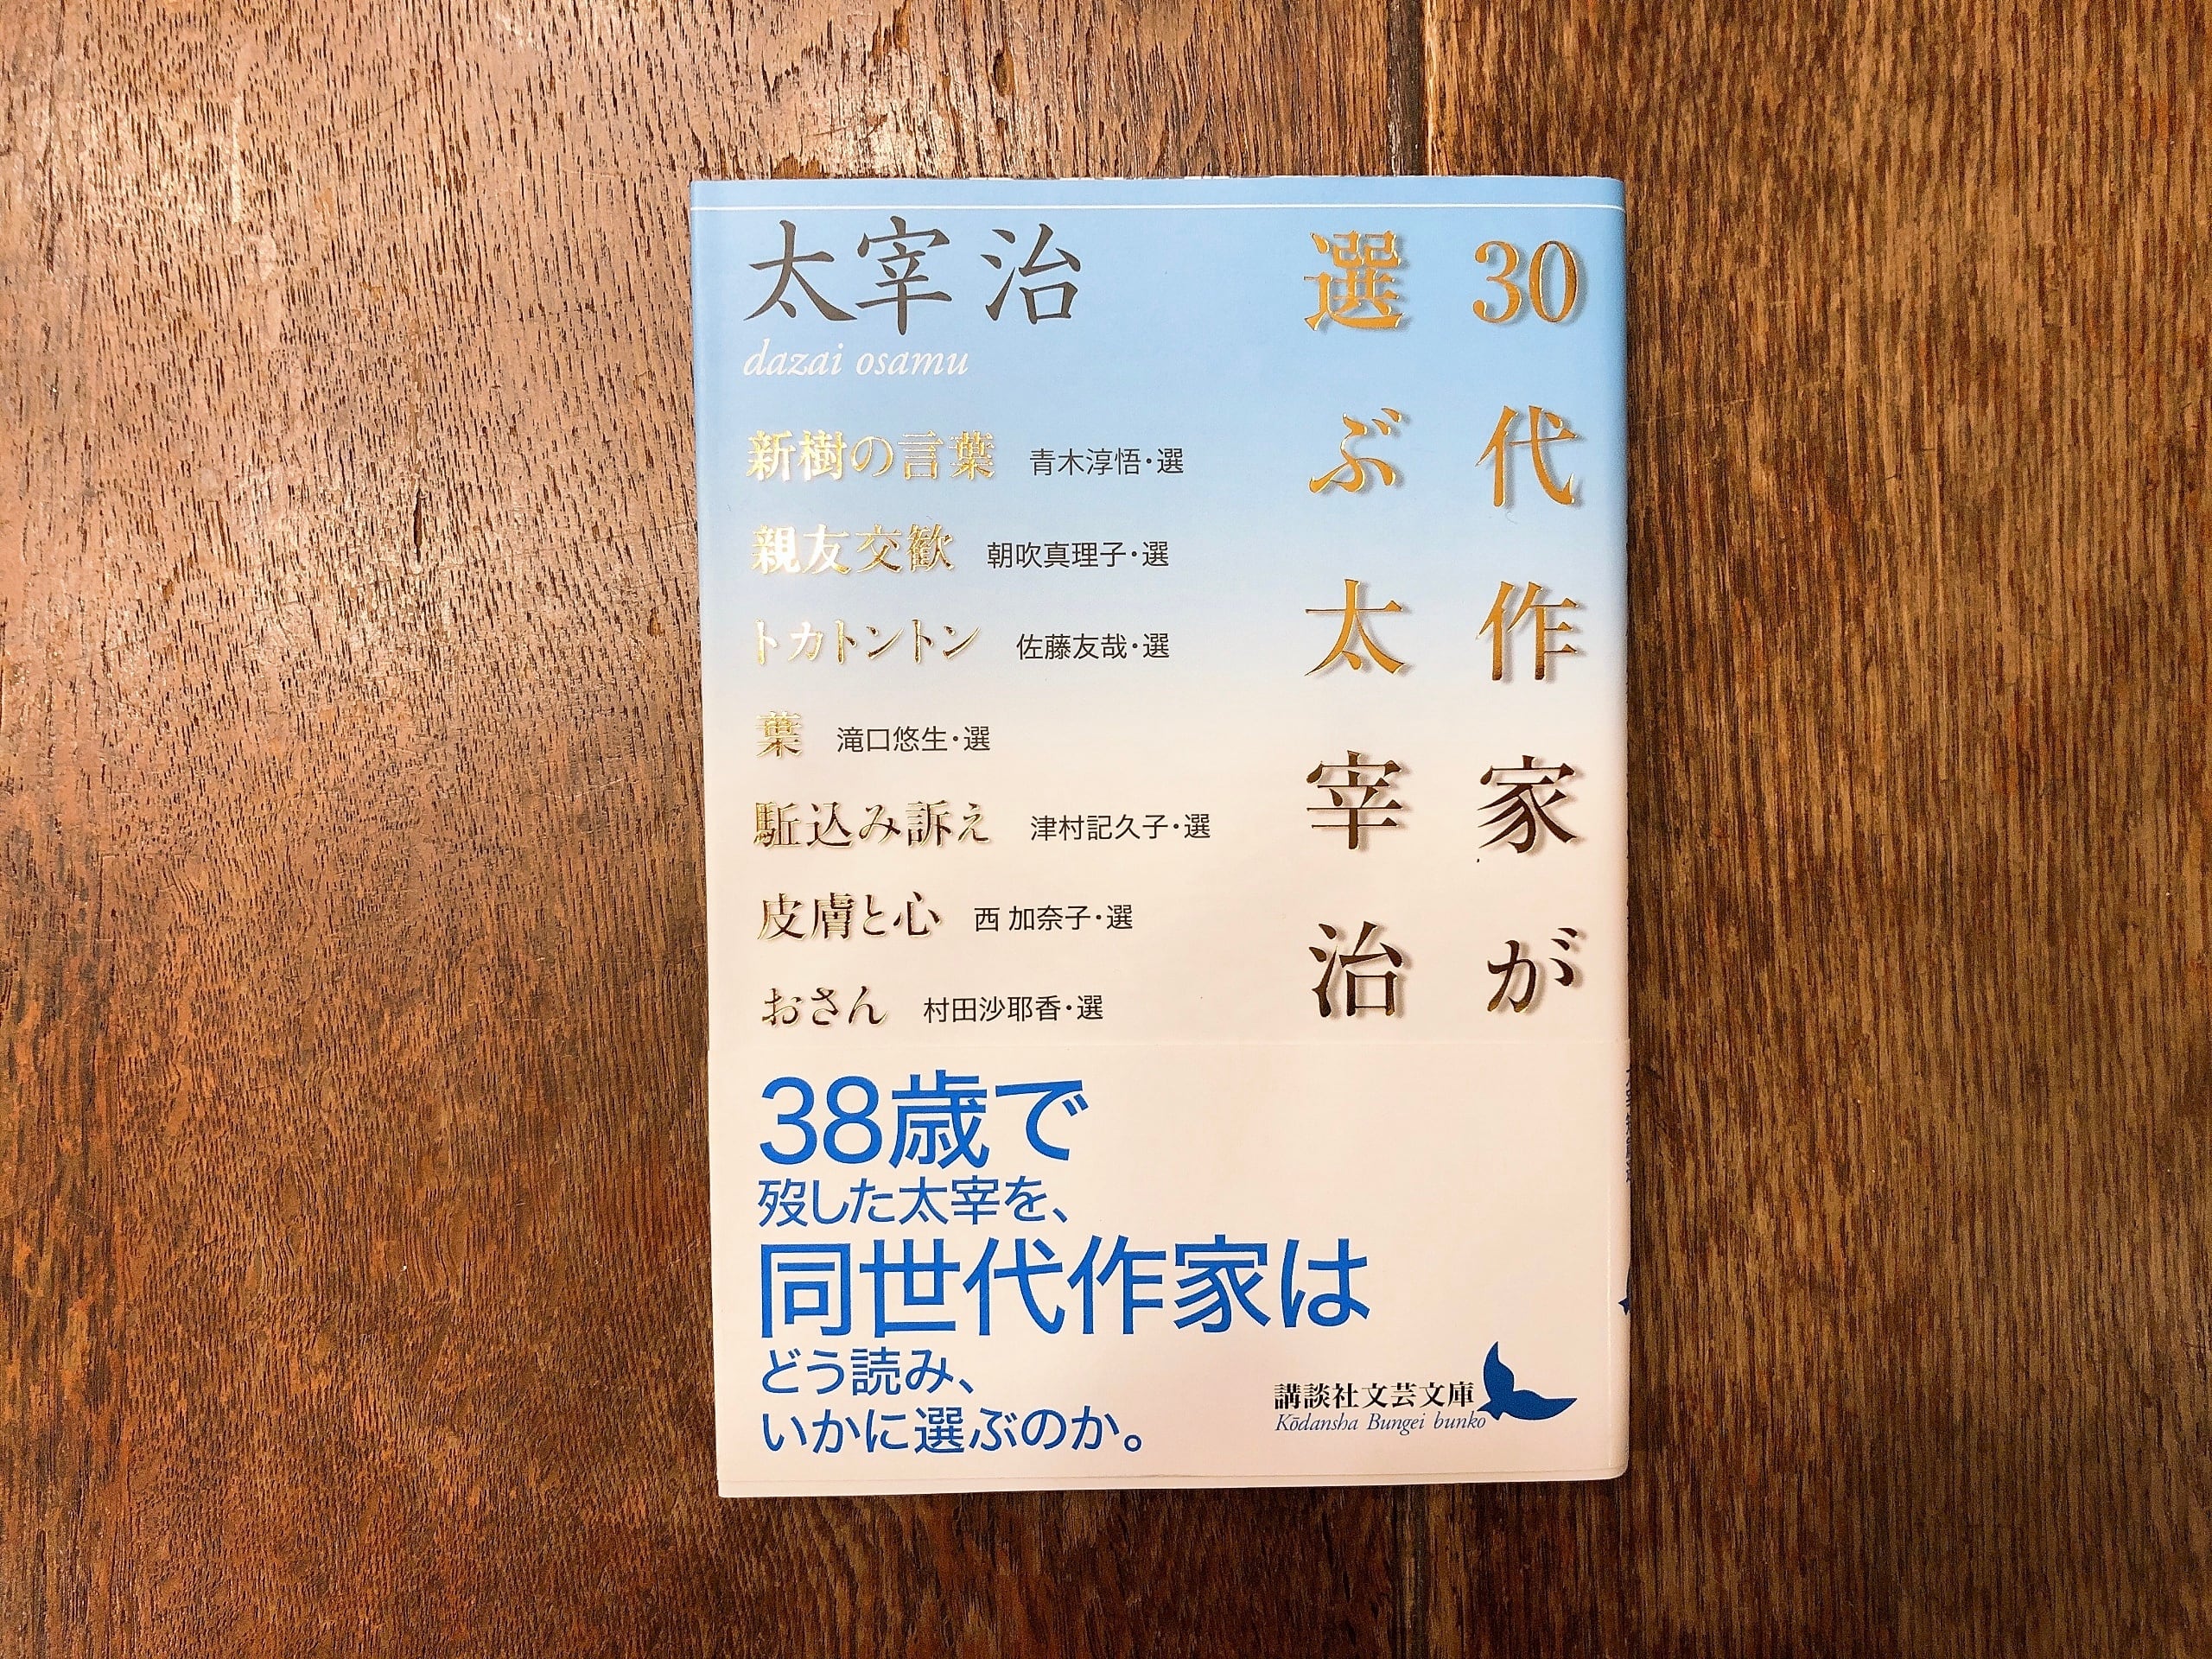 30代作家が
選ぶ太宰治
太宰 治
dazai osamu
新樹の言葉 青木淳悟・選
親友交歓 朝吹真理子・選
トカトントン 佐藤友哉・選
葉 滝口悠生・選
駈込み訴え 津村記久子・選
皮膚と心 西 加奈子・選
おさん 村田沙耶香・選
38歳で
歿した太宰を、
同世代作家は
どう読み、
いかに選ぶのか。
講談社文芸文庫
Kōdansha Bungei bunko